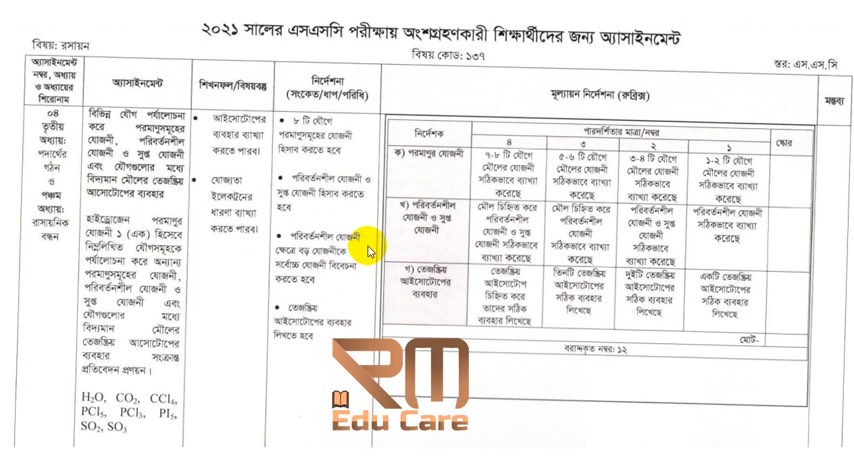 ২০২১ সালের এসএসসি পরীক্ষায় অংশগ্রহণকারী শিক্ষার্থীদের জন্য অ্যাসাইনমেন্ট
বিষয়: রসায়ন
বিষয় কোড: ১৩৭
স্তর: এস.এস.সি
অ্যাসাইনমেন্ট
নম্বর, অধ্যায়
ও অধ্যায়ের
শিরোনাম
অ্যাসাইনমেন্ট
শিখনফল/বিষয়বস্তু
নির্দেশনা
(সংকেত/ধাপ/পরিধি)
মূল্যায়ন নির্দেশনা (রুব্রিক্স)
মন্তব্য
০৪
তৃতীয়
অধ্যায়:
পদার্থের
গঠন
ও
পঞ্চম
অধ্যায়:
রাসায়নিক
বন্ধন
বিভিন্ন যৌগ পর্যালোচনা
করে পরমাণুসমূহের
যোজনী, পরিবর্তনশীল
যোজনী ও সুপ্ত যোজনী
এবং যৌগগুলোর মধ্যে
বিদ্যমান মৌলের তেজস্ক্রিয়
আসোটোপের ব্যবহার
হাইড্রোজেন পরমাণুর
যোজনী ১ (এক) হিসেবে
নিম্নলিখিত যৌগসমূহকে
পর্যালোচনা করে অন্যান্য
পরমাণুসমূহের যোজনী,
পরিবর্তনশীল যোজনী ও
সুপ্ত যোজনী এবং
যৌগগুলোর মধ্যে
বিদ্যমান মৌলের
তেজস্ক্রিয় আসোটোপের
ব্যবহার সংক্রান্ত
প্রতিবেদন প্রণয়ন।
H₂O, CO₂, CCl₄,
PCl₅, PCl₃, PI₅,
SO₂, SO₃
• আইসোটোপের
ব্যবহার ব্যাখ্যা
করতে পারব।
• যোজ্যতা
ইলেকট্রনের
ধারণা ব্যাখ্যা
করতে পারব।
• ৮ টি যৌগে
পরমাণুসমূহের যোজনী
হিসাব করতে হবে
• পরিবর্তনশীল যোজনী ও
সুপ্ত যোজনী হিসাব করতে
হবে
• পরিবর্তনশীল যোজনী
ক্ষেত্রে বড় যোজনীকে
সর্বোচ্চ যোজনী বিবেচনা
করতে হবে
• তেজস্ক্রিয়
আইসোটোপের ব্যবহার
লিখতে হবে
নির্দেশক
পারদর্শিতার মাত্রা/নম্বর
স্কোর
৪
৩
২
১
ক) পরমাণুর যোজনী
৭-৮ টি যৌগে
মৌলের যোজনী
সঠিকভাবে ব্যাখ্যা
করেছে
৫-৬ টি যৌগে
মৌলের যোজনী
সঠিকভাবে ব্যাখ্যা
করেছে
৩-৪ টি যৌগে
মৌলের যোজনী
সঠিকভাবে
ব্যাখ্যা করেছে
১-২ টি যৌগে
মৌলের যোজনী
সঠিকভাবে ব্যাখ্যা
করেছে
খ) পরিবর্তনশীল
যোজনী ও সুপ্ত
যোজনী
মৌল চিহ্নিত করে
পরিবর্তনশীল
যোজনী ও সুপ্ত
যোজনী সঠিকভাবে
ব্যাখ্যা করেছে
মৌল চিহ্নিত করে
পরিবর্তনশীল
যোজনী
সঠিকভাবে ব্যাখ্যা
করেছে
পরিবর্তনশীল
যোজনী ও সুপ্ত
যোজনী
সঠিকভাবে
ব্যাখ্যা করেছে
পরিবর্তনশীল যোজনী
সঠিকভাবে ব্যাখ্যা
করেছে
গ) তেজস্ক্রিয়
আইসোটোপের
ব্যবহার
তেজস্ক্রিয়
আইসোটোপ
চিহ্নিত করে
তাদের সঠিক
ব্যবহার লিখেছে
তিনটি তেজস্ক্রিয়
আইসোটোপের
সঠিক ব্যবহার
লিখেছে
দুইটি তেজস্ক্রিয়
আইসোটোপের
সঠিক ব্যবহার
লিখেছে
একটি তেজস্ক্রিয়
আইসোটোপের
সঠিক ব্যবহার
লিখেছে
মোট-
বরাদ্দকৃত নম্বর: ১২
RM
Edu Care